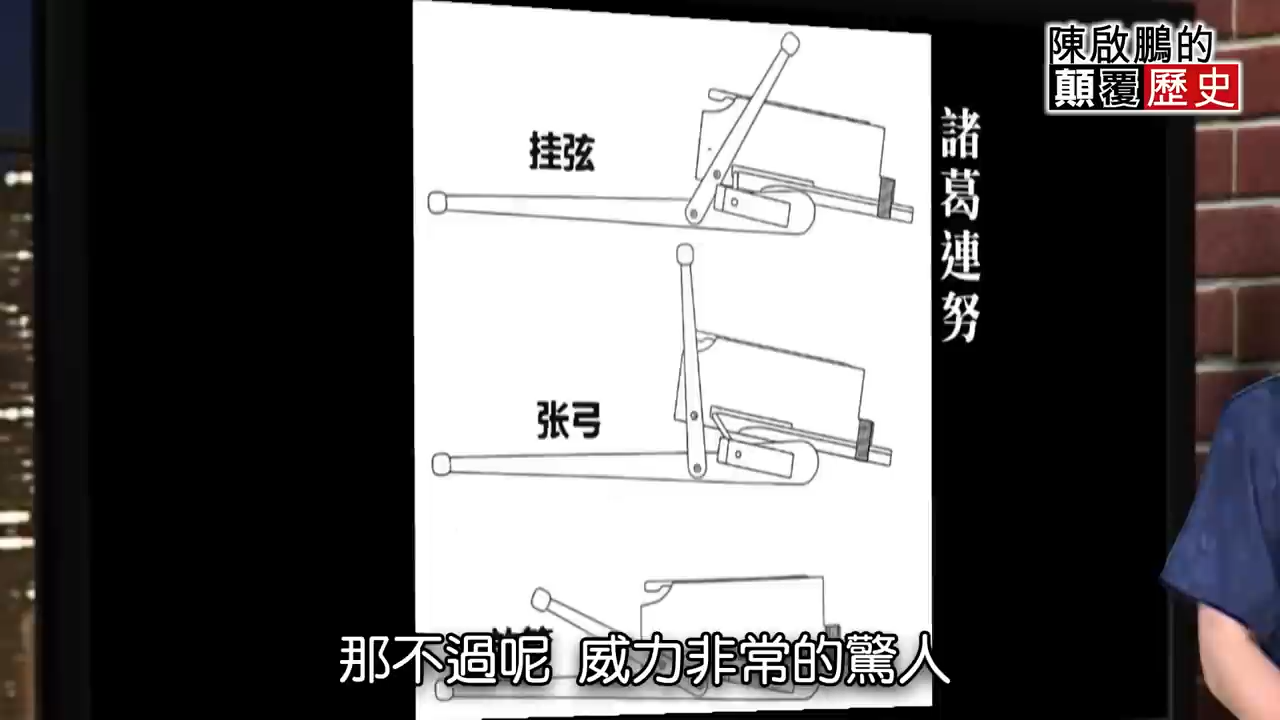 陳啟鵬的
顛覆歷史
諸葛連努
挂弦
张弓
那不過呢 威力非常的驚人